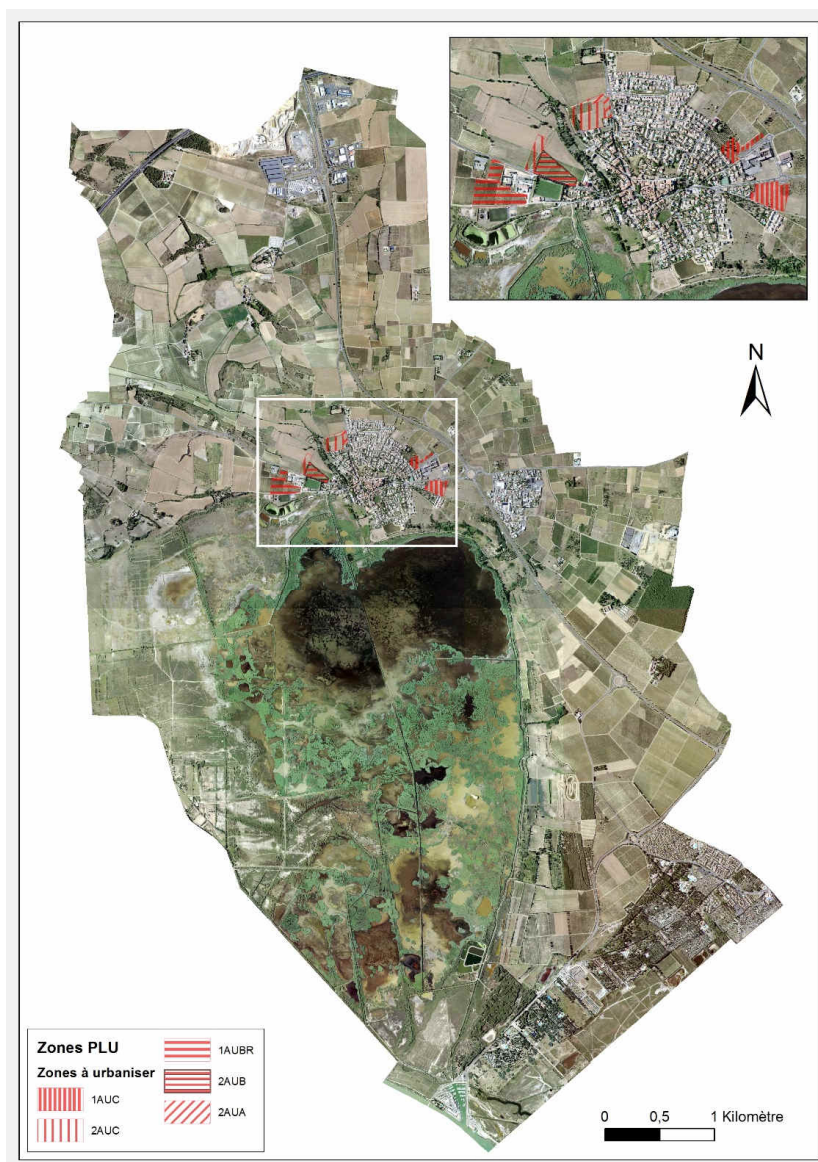 N
Zones PLU
Zones à urbaniser
1AUC
2AUC
1AUBR
2AUB
2AUA
0 0,5 1 Kilomètre